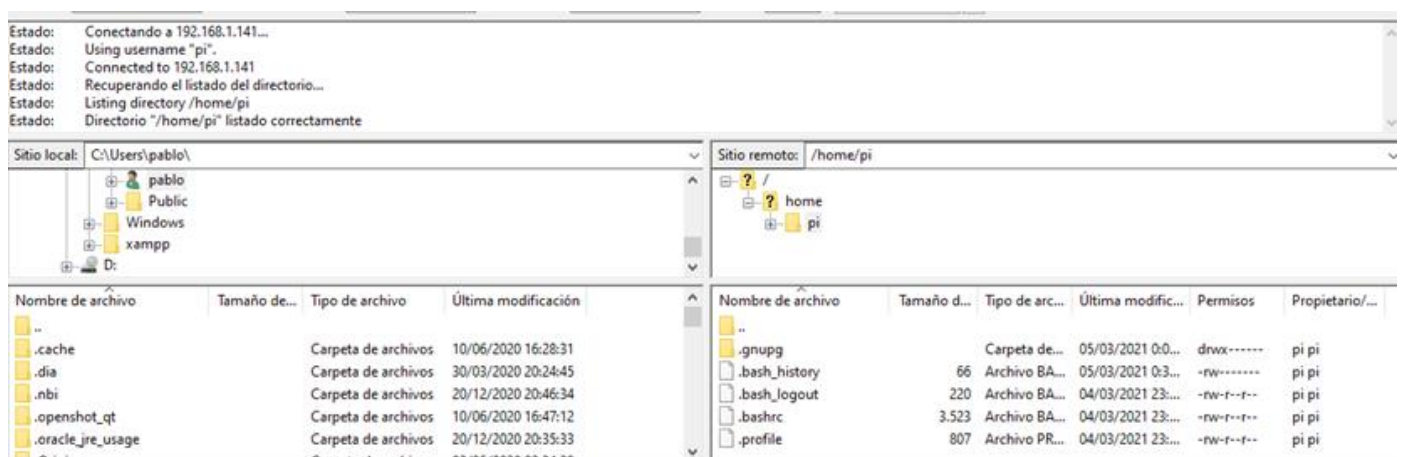 Estado: Conectando a 192.168.1.141...
Estado: Using username "pi".
Estado: Connected to 192.168.1.141
Estado: Recuperando el listado del directorio...
Estado: Listing directory /home/pi
Estado: Directorio "/home/pi" listado correctamente
Sitio local: C:\Users\pablo\
pablo
Public
Windows
xampp
D:
Sitio remoto: /home/pi
? /
? home
pi
Nombre de archivo Tamaño de... Tipo de archivo Última modificación
..
.cache Carpeta de archivos 10/06/2020 16:28:31
.dia Carpeta de archivos 30/03/2020 20:24:45
.nbi Carpeta de archivos 20/12/2020 20:46:34
.openshot_qt Carpeta de archivos 10/06/2020 16:47:12
.oracle_jre_usage Carpeta de archivos 20/12/2020 20:35:33
Nombre de archivo Tamaño d... Tipo de arc... Última modific... Permisos Propietario/...
..
.gnupg Carpeta de... 05/03/2021 0:0... drwx------ pi pi
.bash_history 66 Archivo BA... 05/03/2021 0:3... -rw------- pi pi
.bash_logout 220 Archivo BA... 04/03/2021 23:... -rw-r--r-- pi pi
.bashrc 3.523 Archivo BA... 04/03/2021 23:... -rw-r--r-- pi pi
.profile 807 Archivo PR... 04/03/2021 23:... -rw-r--r-- pi pi